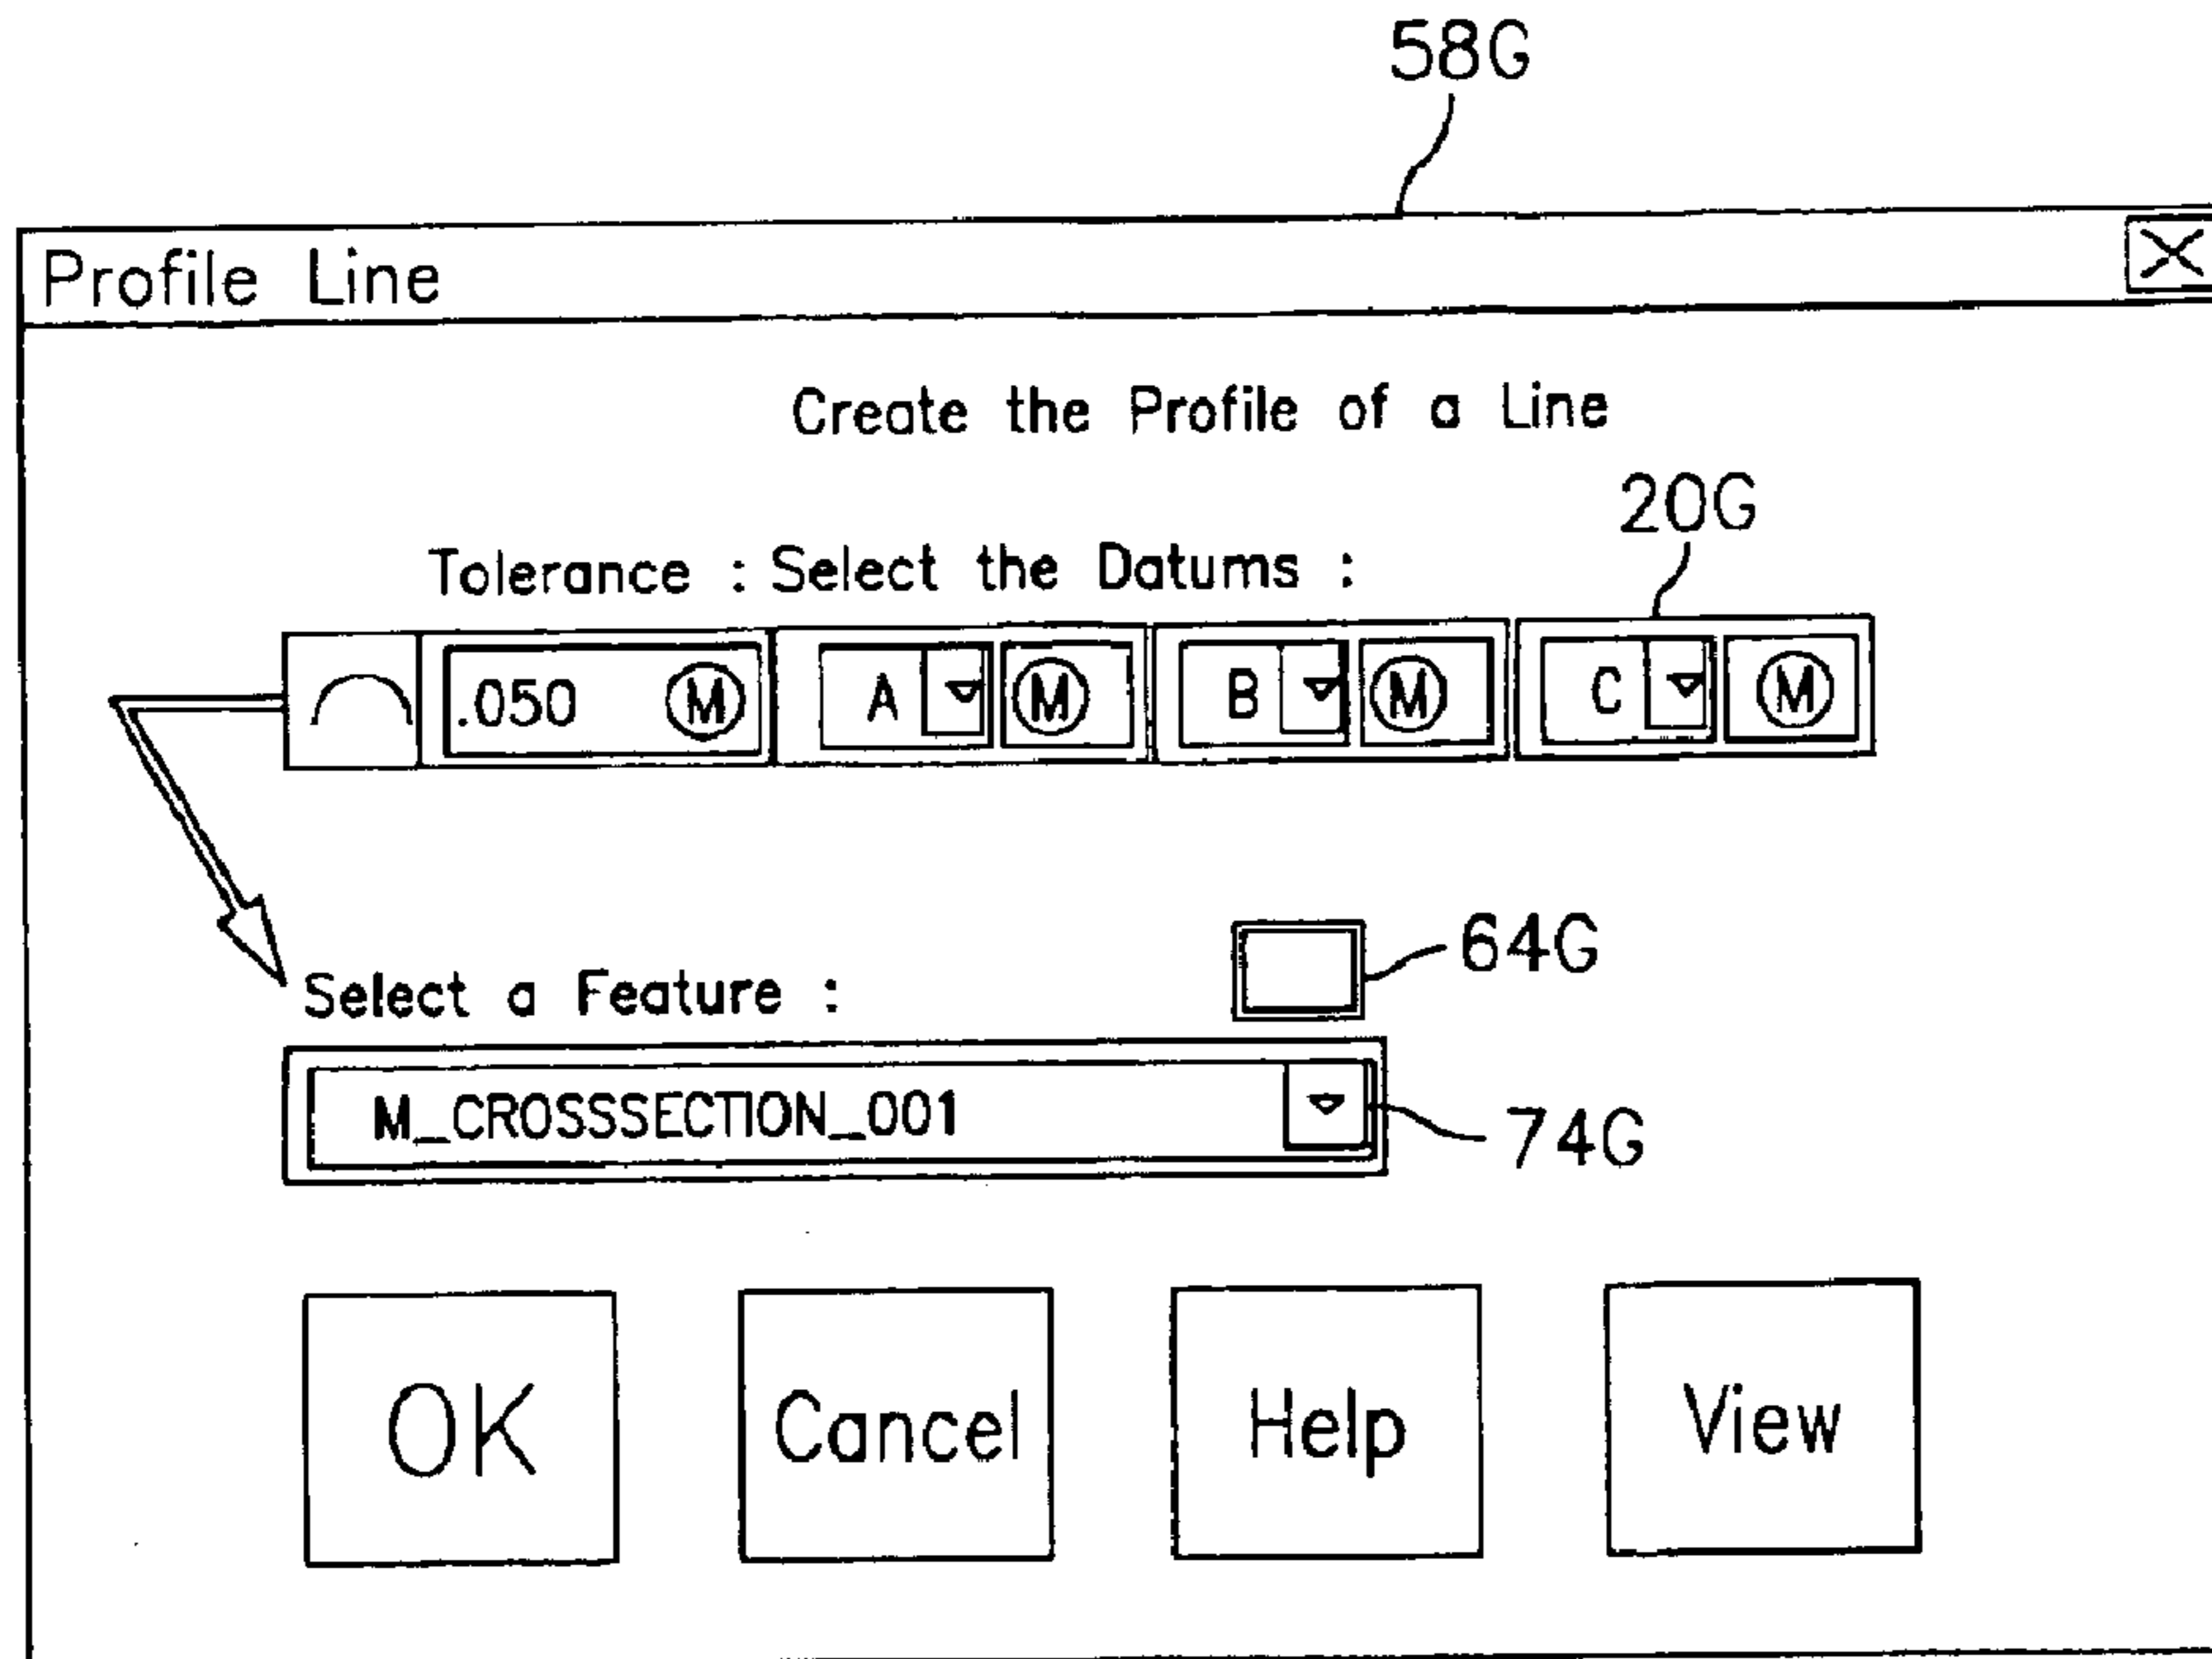 58G
Profile Line
Create the Profile of a Line
20G
Tolerance : Select the Datums :
.050 Ⓜ A Ⓜ B Ⓜ C Ⓜ
64G
Select a Feature :
M_CROSSSECTION_001
74G
OK Cancel Help View